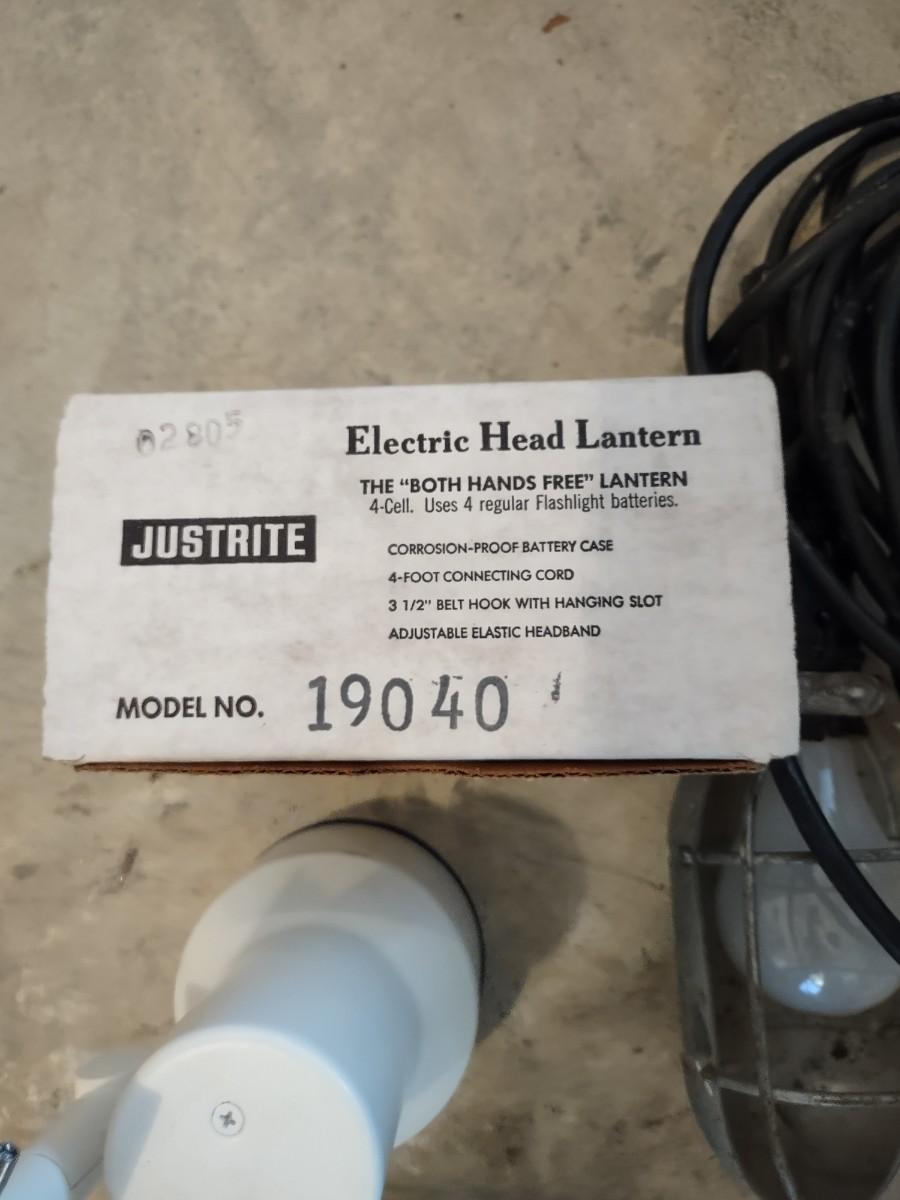 02805
Electric Head Lantern
THE “BOTH HANDS FREE” LANTERN
4-Cell. Uses 4 regular Flashlight batteries.
JUSTRITE
CORROSION-PROOF BATTERY CASE
4-FOOT CONNECTING CORD
3 1/2" BELT HOOK WITH HANGING SLOT
ADJUSTABLE ELASTIC HEADBAND
MODEL NO. 19040